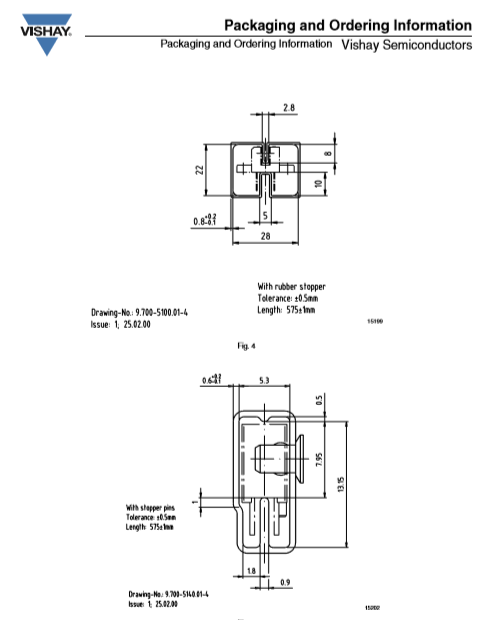 VISHAY.
Packaging and Ordering Information
Packaging and Ordering Information Vishay Semiconductors
2.8
22
8
10
0.8+0.2-0.1
5
28
With rubber stopper
Tolerance: ±0.5mm
Length: 575±1mm
Drawing-No.: 9.700-5100.01-4
Issue: 1; 25.02.00
15199
Fig. 4
0.6+0.2-0.1
5.3
0.5
7.95
13.15
1
With stopper pins
Tolerance: ±0.5mm
Length: 575±1mm
1.8
0.9
Drawing-No.: 9.700-5140.01-4
Issue: 1; 25.02.00
15202